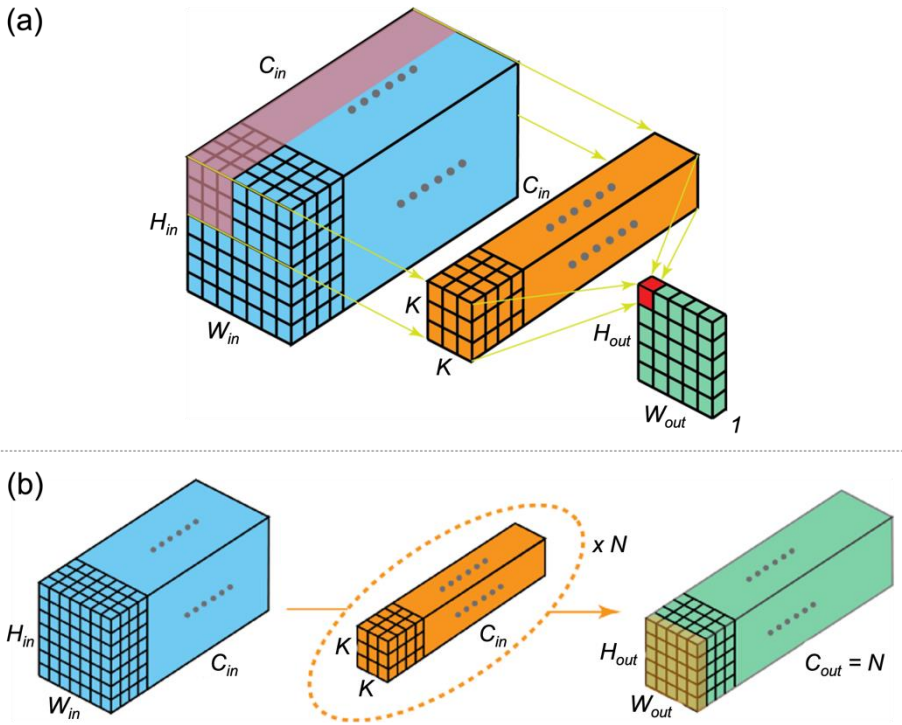 (a)
C_in
H_in
W_in
C_in
K
K
H_out
W_out
1
(b)
x N
H_in
W_in
C_in
K
K
C_in
H_out
W_out
C_out = N